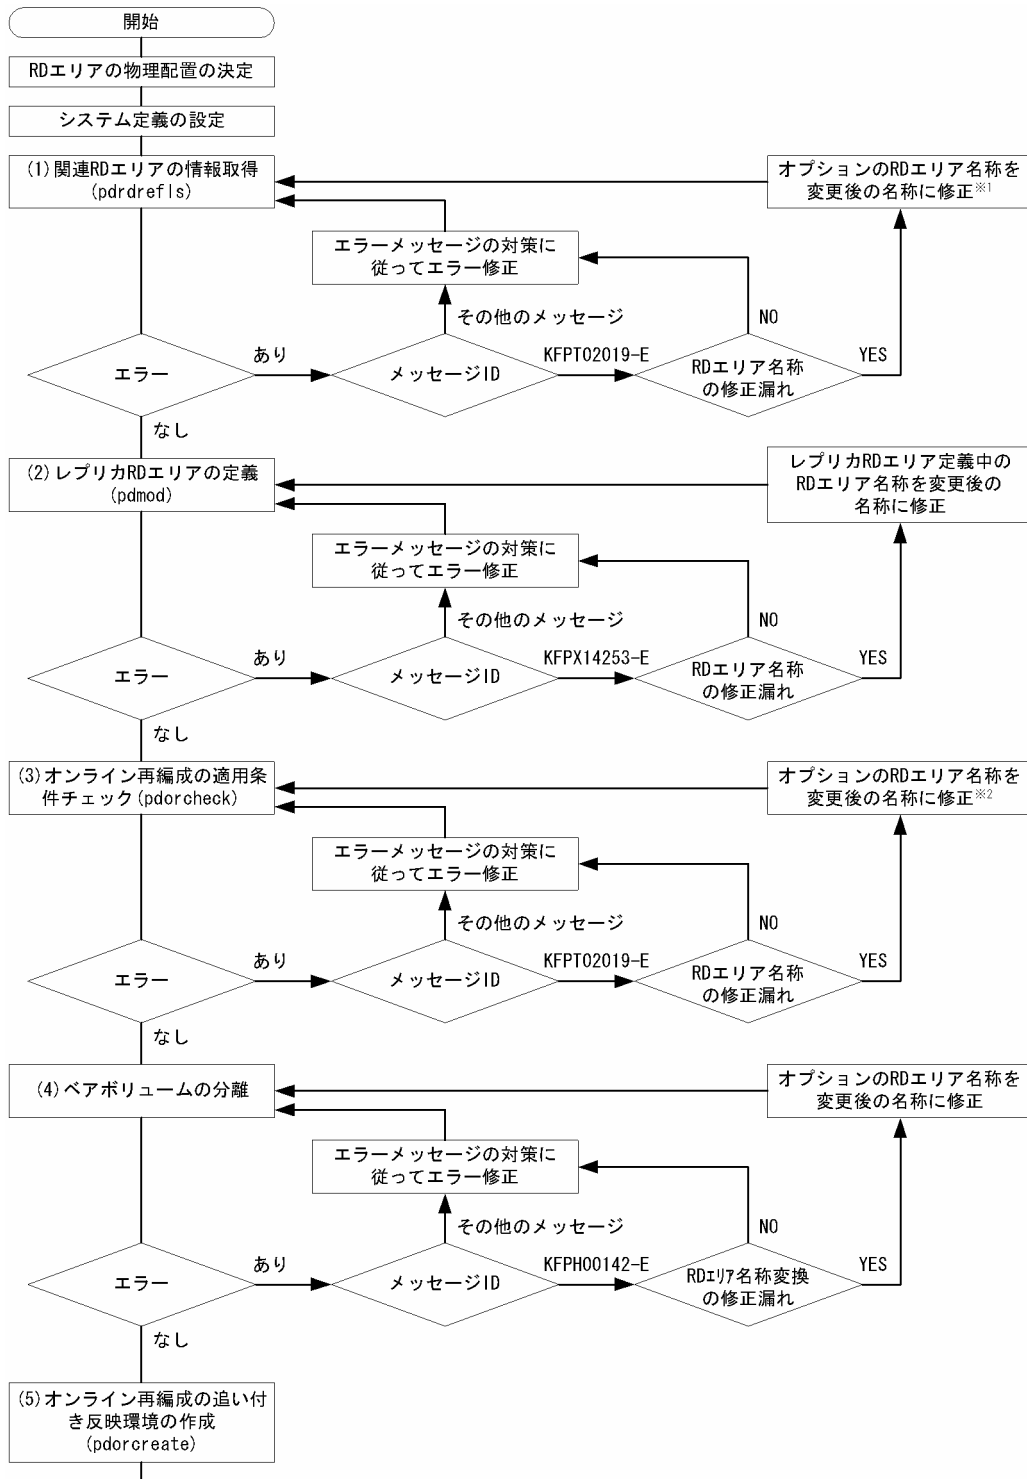 開始
RDエリアの物理配置の決定
システム定義の設定
(1)関連RDエリアの情報取得
(pdrdrefls)
オプションのRDエリア名称を
変更後の名称に修正※1
エラーメッセージの対策に
従ってエラー修正
その他のメッセージ
NO
エラー
あり
メッセージID
KFPT02019-E
RDエリア名称
の修正漏れ
YES
なし
(2)レプリカRDエリアの定義
(pdmod)
レプリカRDエリア定義中の
RDエリア名称を変更後の
名称に修正
エラーメッセージの対策に
従ってエラー修正
その他のメッセージ
NO
エラー
あり
メッセージID
KFPX14253-E
RDエリア名称
の修正漏れ
YES
なし
(3)オンライン再編成の適用条
件チェック(pdorcheck)
オプションのRDエリア名称を
変更後の名称に修正※2
エラーメッセージの対策に
従ってエラー修正
その他のメッセージ
NO
エラー
あり
メッセージID
KFPT02019-E
RDエリア名称
の修正漏れ
YES
なし
(4)ペアボリュームの分離
オプションのRDエリア名称を
変更後の名称に修正
エラーメッセージの対策に
従ってエラー修正
その他のメッセージ
NO
エラー
あり
メッセージID
KFPH00142-E
RDエリア名称変換
の修正漏れ
YES
なし
(5)オンライン再編成の追い付
き反映環境の作成
(pdorcreate)